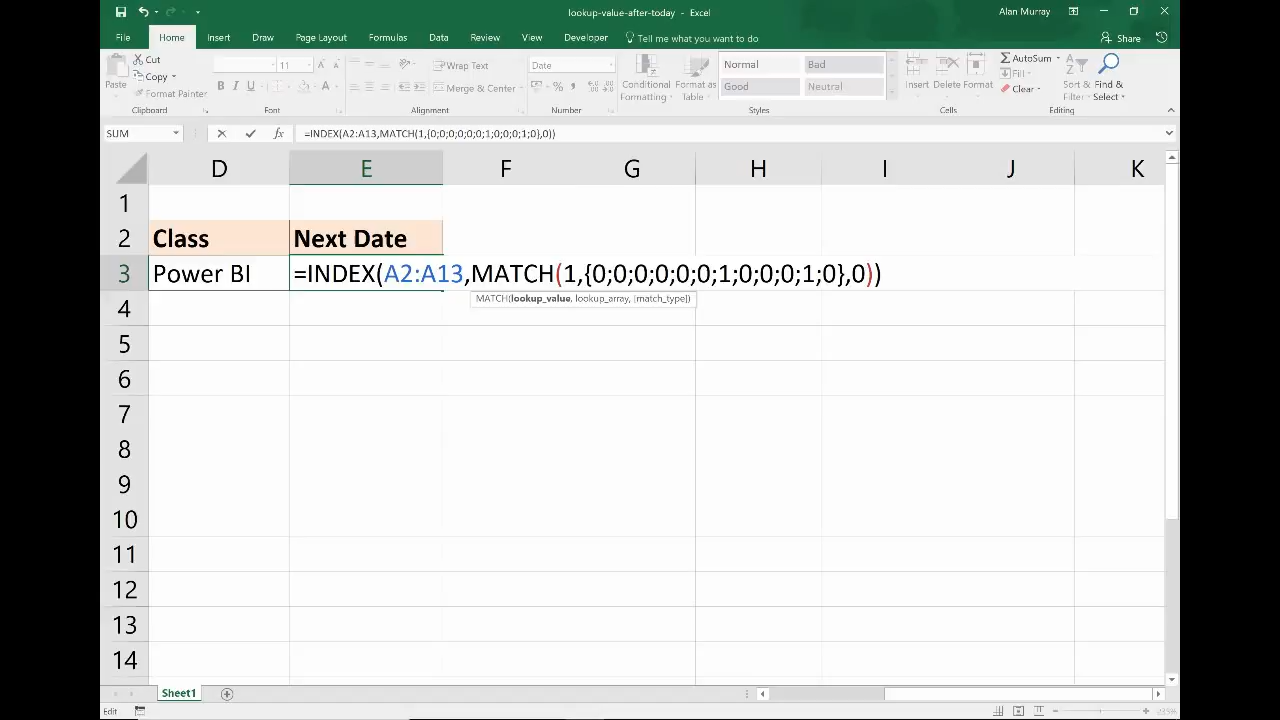 lookup-value-after-today - Excel
Alan Murray
File Home Insert Draw Page Layout Formulas Data Review View Developer Tell me what you want to do Share
Paste
Cut
Copy
Format Painter
Clipboard
11
A A
B I U
A
Font
Wrap Text
Merge & Center
Alignment
Date
%
Number
Conditional Formatting
Format as Table
Normal Bad
Good Neutral
Styles
Insert Delete Format
Cells
AutoSum
Fill
Clear
Sort & Filter
Find & Select
Editing
SUM fx =INDEX(A2:A13,MATCH(1,{0;0;0;0;0;0;1;0;0;0;1;0},0))
D E F G H I J K
1
2 Class Next Date
3 Power BI =INDEX(A2:A13,MATCH(1,{0;0;0;0;0;0;1;0;0;0;1;0},0))
MATCH(lookup_value, lookup_array, [match_type])
4
5
6
7
8
9
10
11
12
13
14
Sheet1
Edit